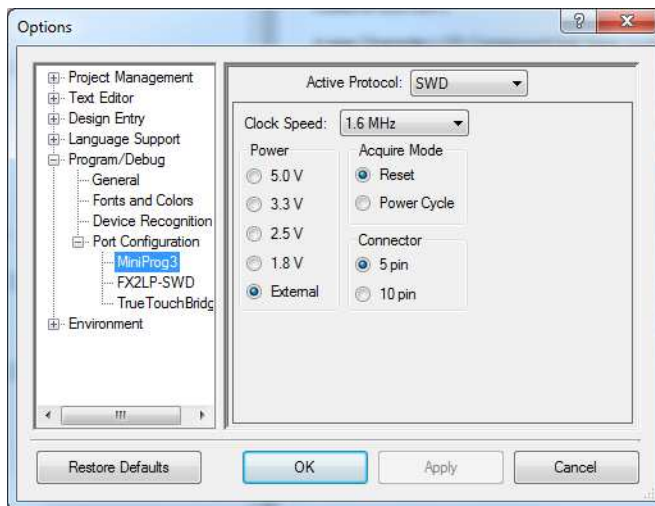 Options
Project Management
Text Editor
Design Entry
Language Support
Program/Debug
General
Fonts and Colors
Device Recognition
Port Configuration
MiniProg3
FX2LP-SWD
TrueTouchBridg
Environment
Active Protocol: SWD
Clock Speed: 1.6 MHz
Power
5.0 V
3.3 V
2.5 V
1.8 V
External
Acquire Mode
Reset
Power Cycle
Connector
5 pin
10 pin
Restore Defaults
OK
Apply
Cancel